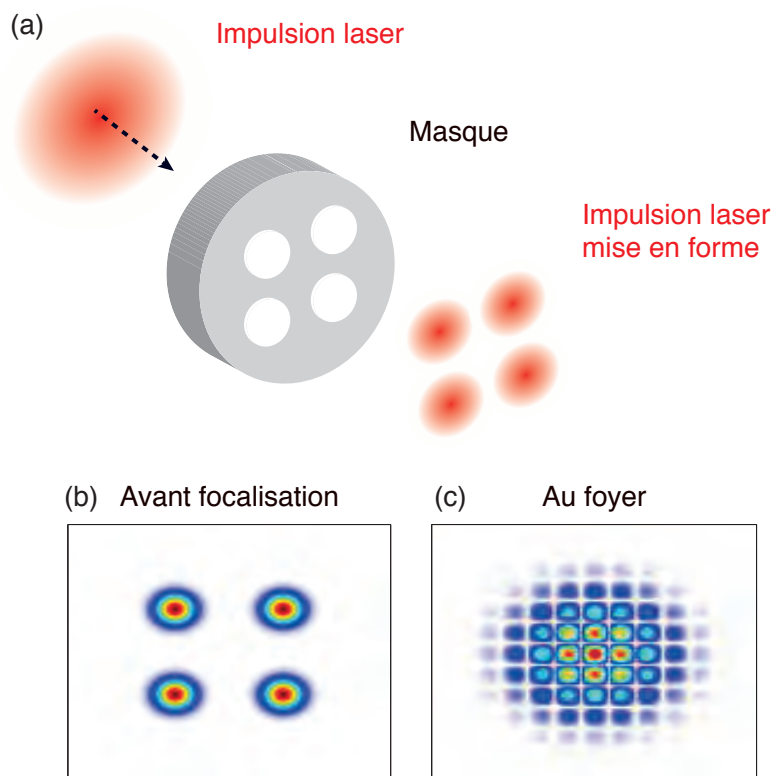 (a)
Impulsion laser
Masque
Impulsion laser
mise en forme
(b) Avant focalisation
(c) Au foyer